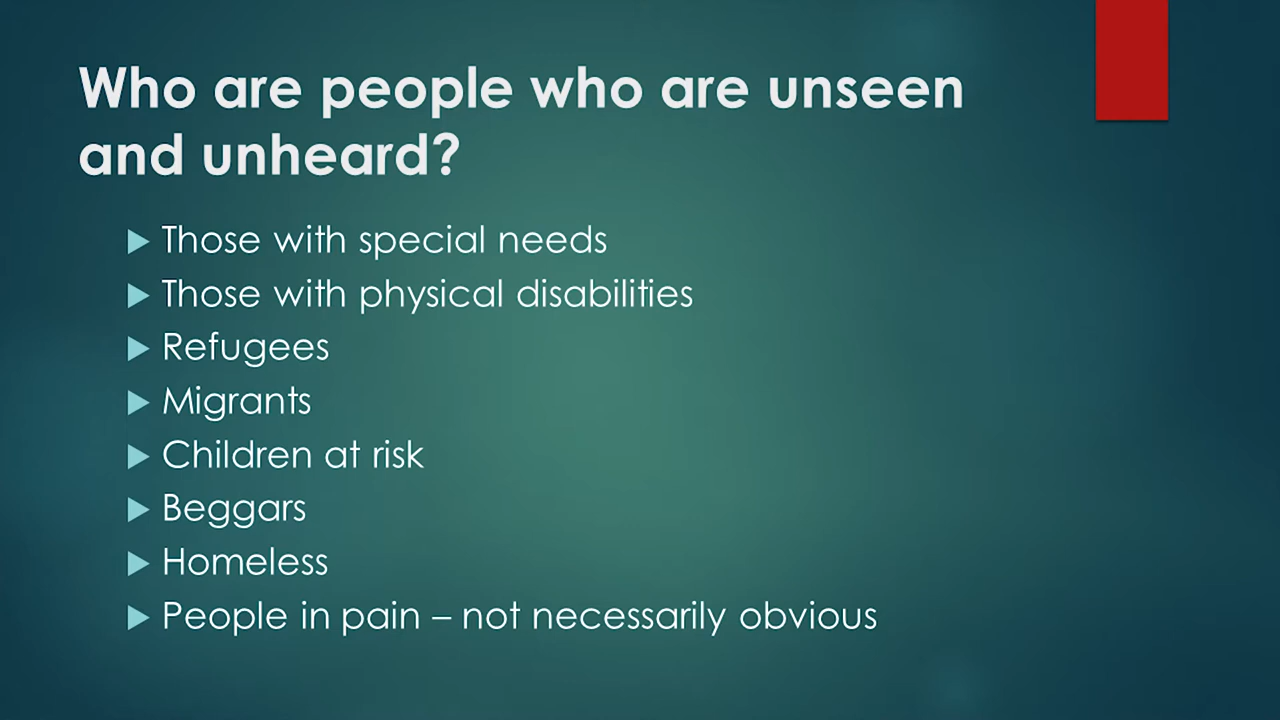 Who are people who are unseen
and unheard?
Those with special needs
Those with physical disabilities
Refugees
Migrants
Children at risk
Beggars
Homeless
People in pain – not necessarily obvious